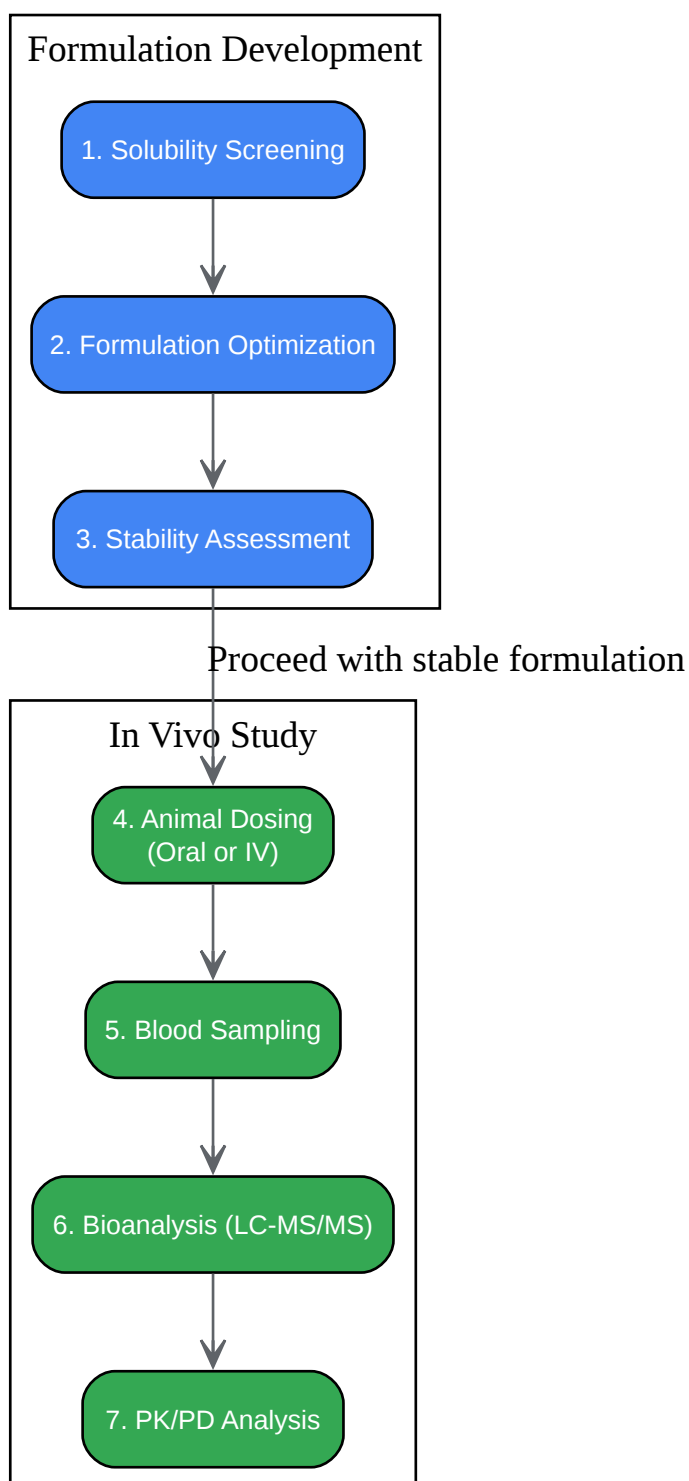 Formulation Development
1. Solubility Screening
2. Formulation Optimization
3. Stability Assessment
Proceed with stable formulation
In Vivo Study
4. Animal Dosing
(Oral or IV)
5. Blood Sampling
6. Bioanalysis (LC-MS/MS)
7. PK/PD Analysis